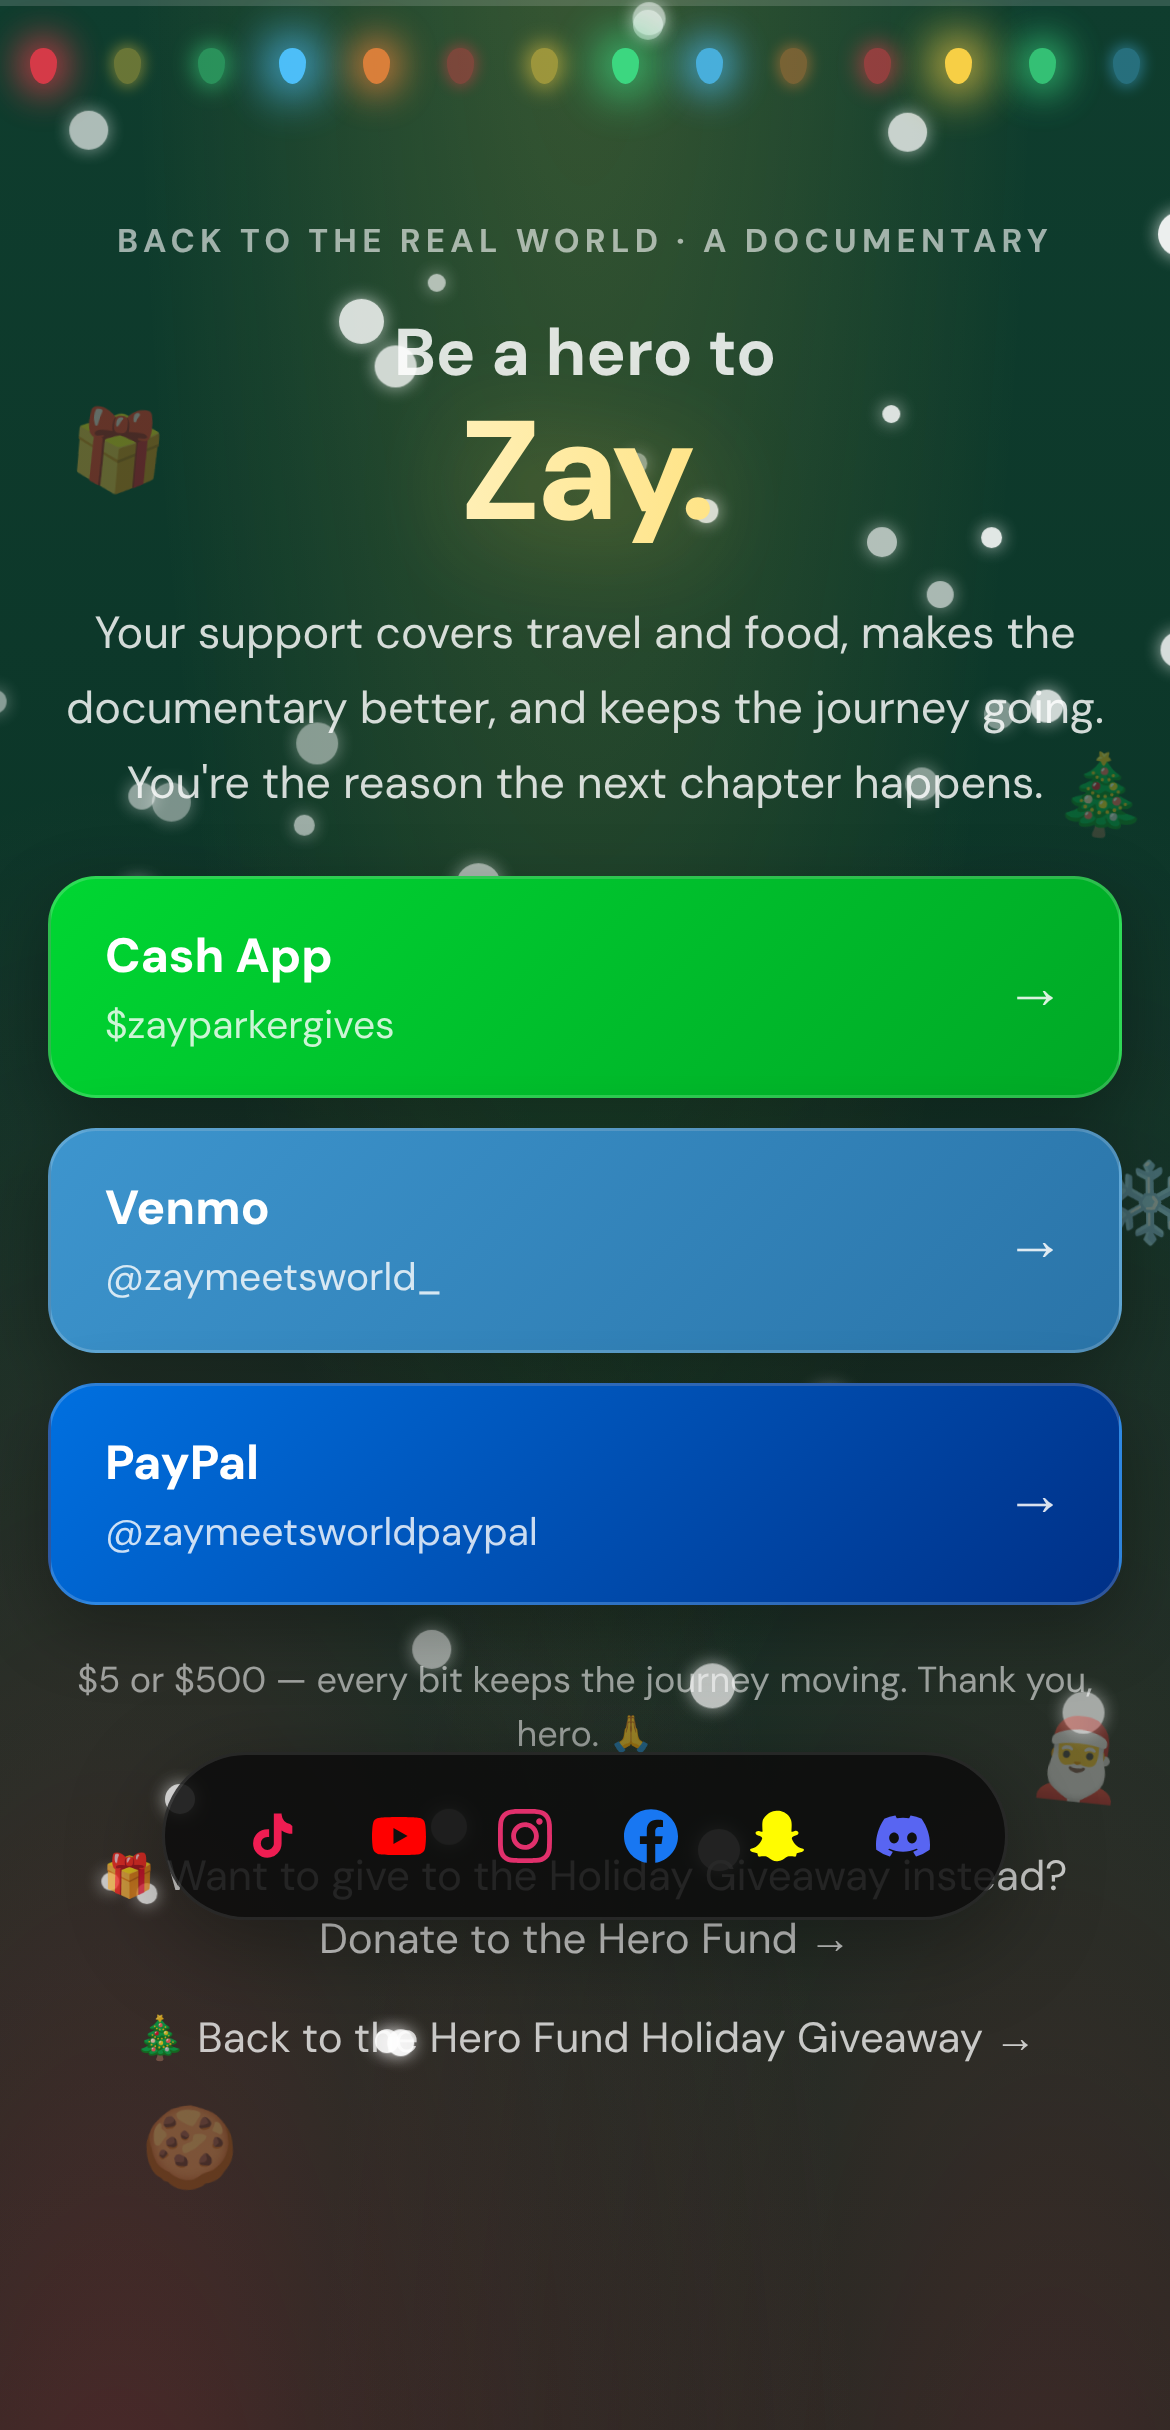 BACK TO THE REAL WORLD · A DOCUMENTARY
Be a hero to
Zay.
Your support covers travel and food, makes the
documentary better, and keeps the journey going.
You're the reason the next chapter happens.
Cash App
$zayparkergives
→
Venmo
@zaymeetsworld_
→
PayPal
@zaymeetsworldpaypal
→
$5 or $500 — every bit keeps the journey moving. Thank you,
hero. 🙏
🎁 Want to give to the Holiday Giveaway instead?
Donate to the Hero Fund →
🎄 Back to the Hero Fund Holiday Giveaway →